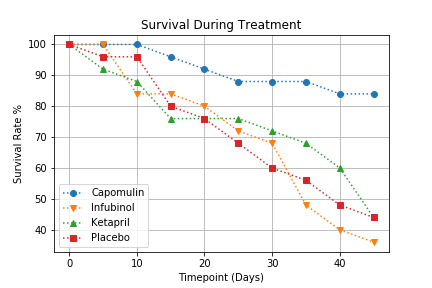 Survival During Treatment
Survival Rate %
100
90
80
70
60
50
40
Capomulin
Infubinol
Ketapril
Placebo
0
10
20
30
40
Timepoint (Days)